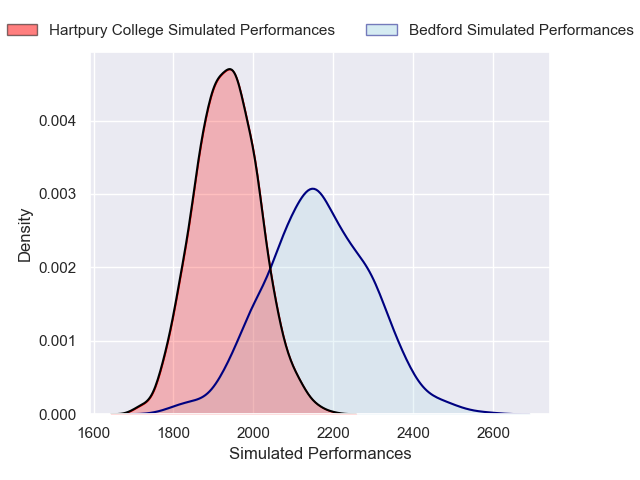 Hartpury College Simulated Performances   Bedford Simulated Performances
0.004
0.003
0.002
0.001
0.000
Density
1600 1800 2000 2200 2400 2600
Simulated Performances